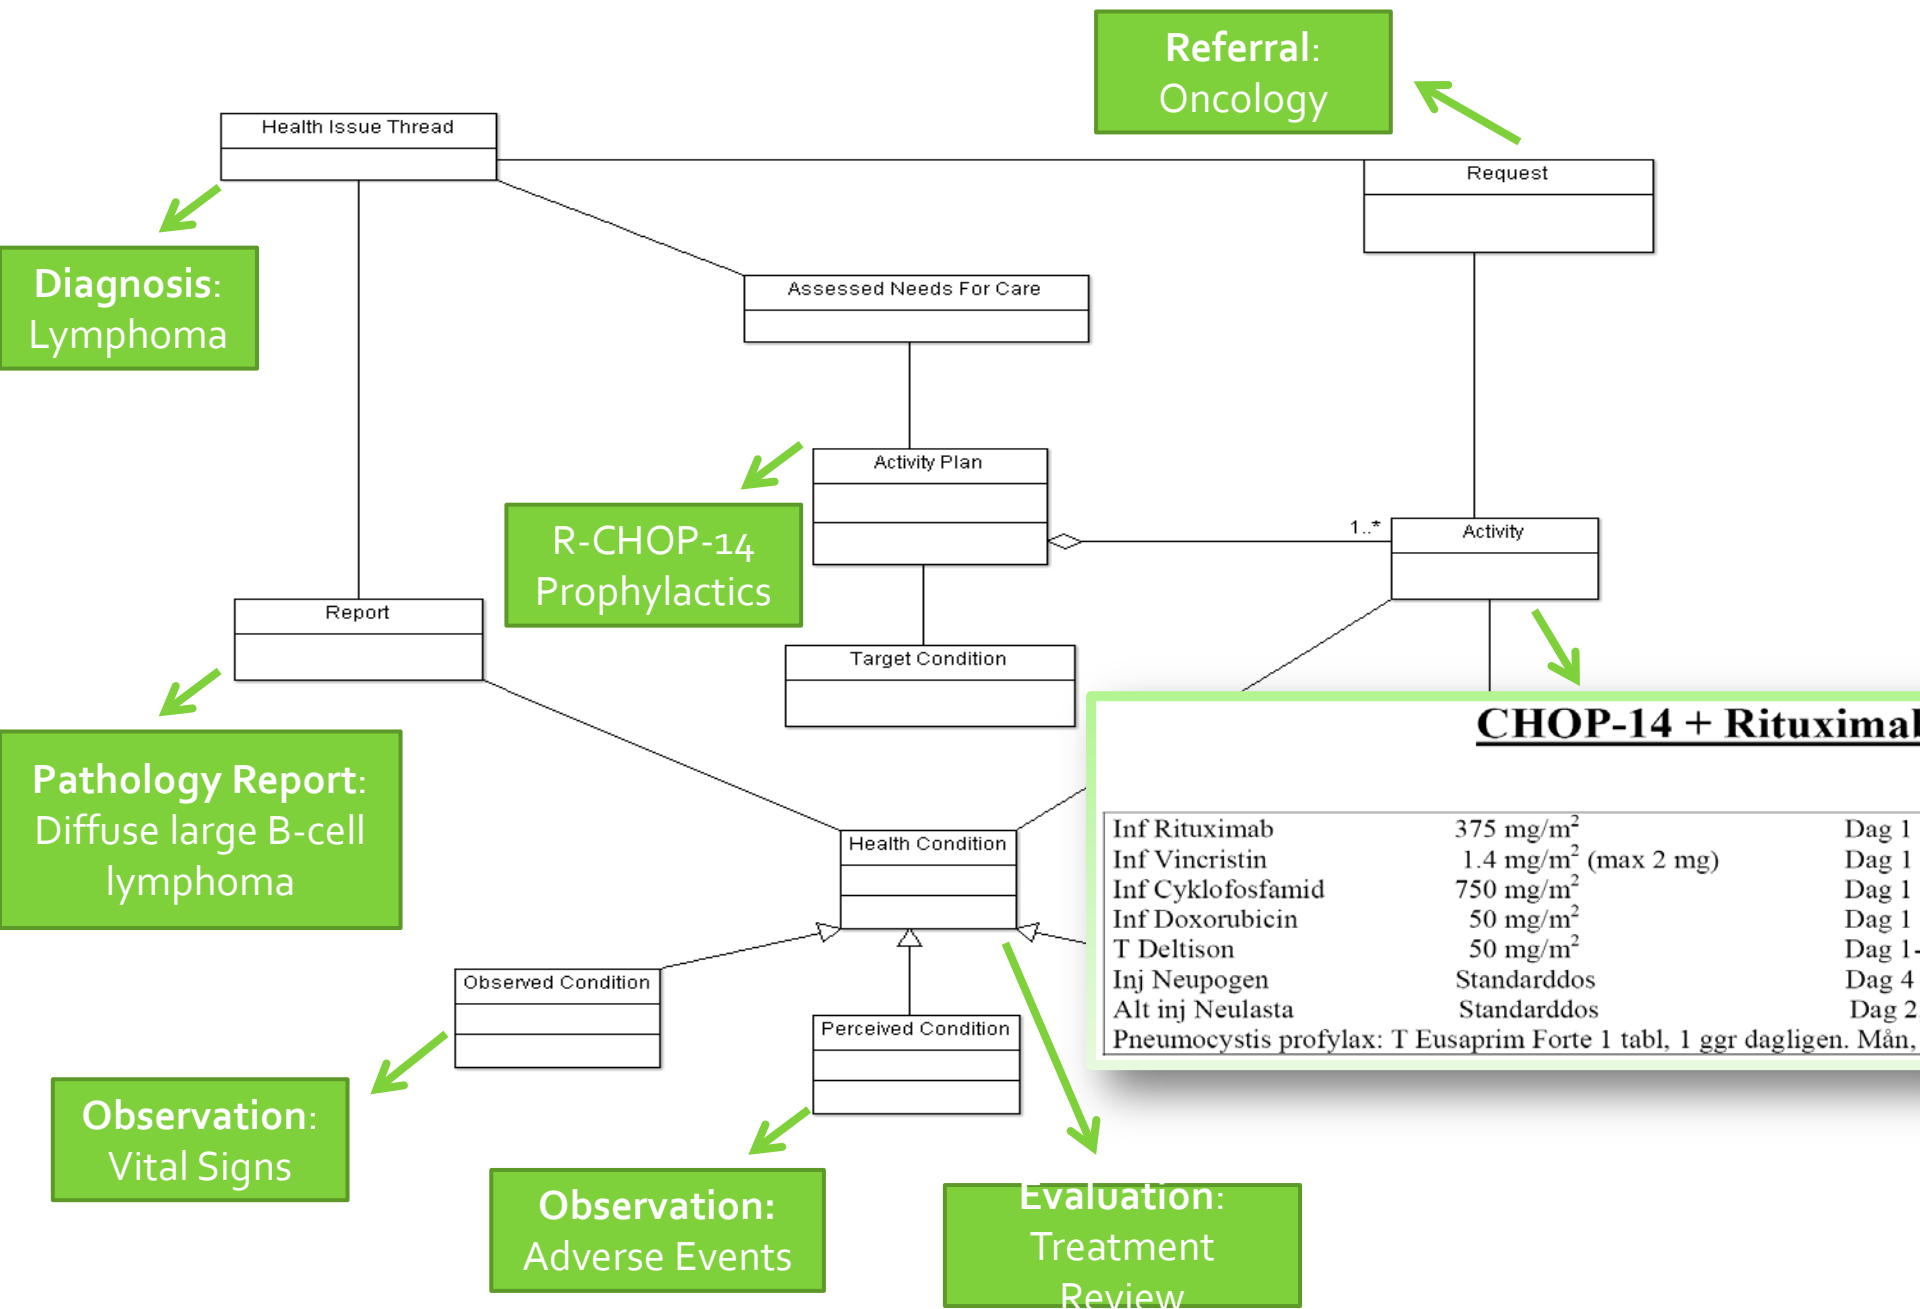 Referral:
Oncology
Health Issue Thread
Request
Diagnosis:
Lymphoma
Assessed Needs For Care
Activity Plan
R-CHOP-14
Prophylactics
1..*
Activity
Report
Target Condition
CHOP-14 + Rituximab
Pathology Report:
Diffuse large B-cell
lymphoma
Inf Rituximab 375 mg/m² Dag 1
Inf Vincristin 1.4 mg/m² (max 2 mg) Dag 1
Inf Cyklofosfamid 750 mg/m² Dag 1
Inf Doxorubicin 50 mg/m² Dag 1
T Deltison 50 mg/m² Dag 1-
Inj Neupogen Standarddos Dag 4
Alt inj Neulasta Standarddos Dag 2
Pneumocystis profylax: T Eusaprim Forte 1 tabl, 1 ggr dagligen. Mån,
Health Condition
Observed Condition
Perceived Condition
Observation:
Vital Signs
Observation:
Adverse Events
Evaluation:
Treatment
Review